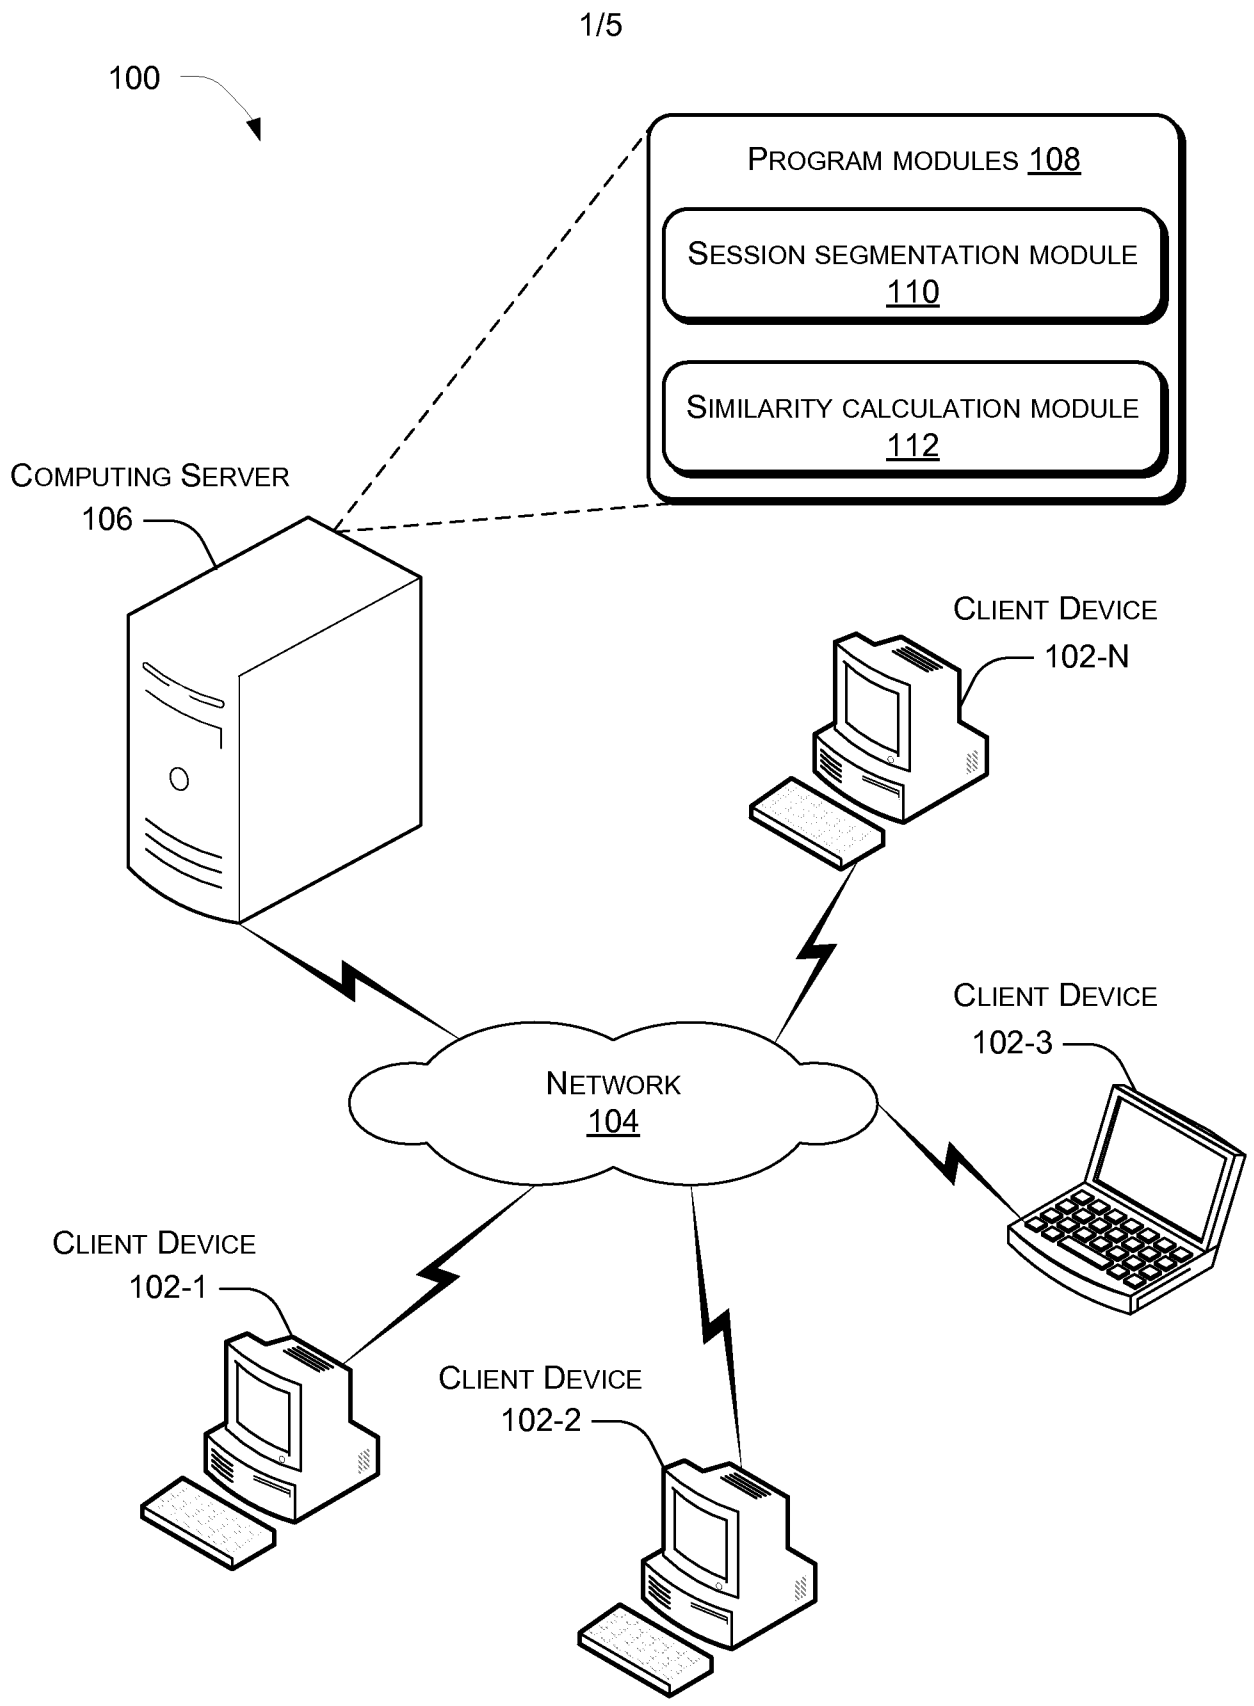 1/5
100
PROGRAM MODULES 108
SESSION SEGMENTATION MODULE
110
SIMILARITY CALCULATION MODULE
112
COMPUTING SERVER
106
CLIENT DEVICE
102-N
CLIENT DEVICE
102-3
NETWORK
104
CLIENT DEVICE
102-1
CLIENT DEVICE
102-2